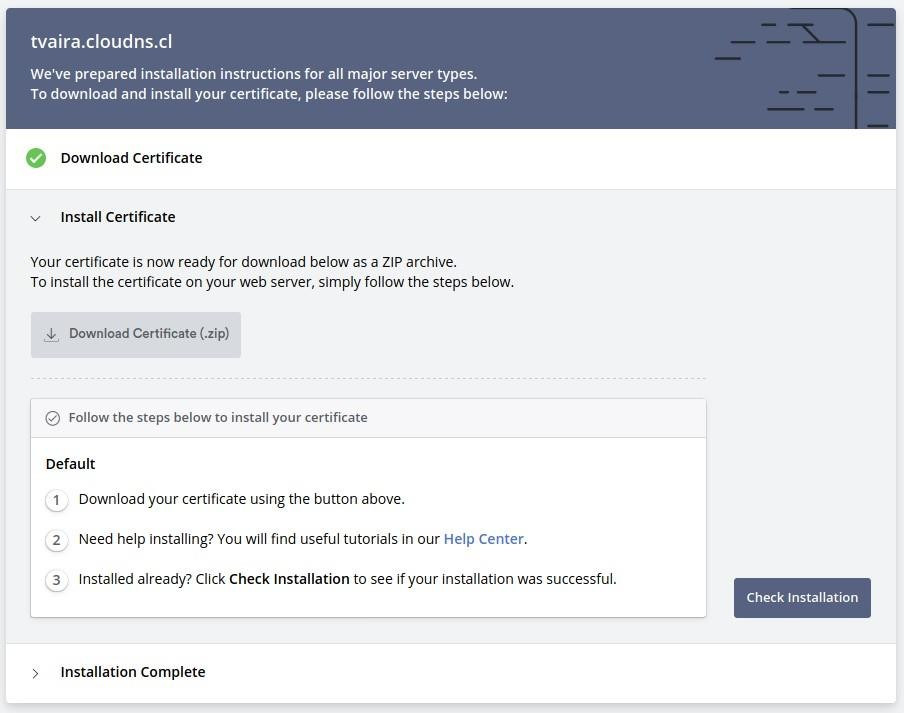 tvaira.cloudns.cl
We've prepared installation instructions for all major server types.
To download and install your certificate, please follow the steps below:
Download Certificate
Install Certificate
Your certificate is now ready for download below as a ZIP archive.
To install the certificate on your web server, simply follow the steps below.
Download Certificate (.zip)
Follow the steps below to install your certificate
Default
1 Download your certificate using the button above.
2 Need help installing? You will find useful tutorials in our Help Center.
3 Installed already? Click Check Installation to see if your installation was successful.
Check Installation
Installation Complete